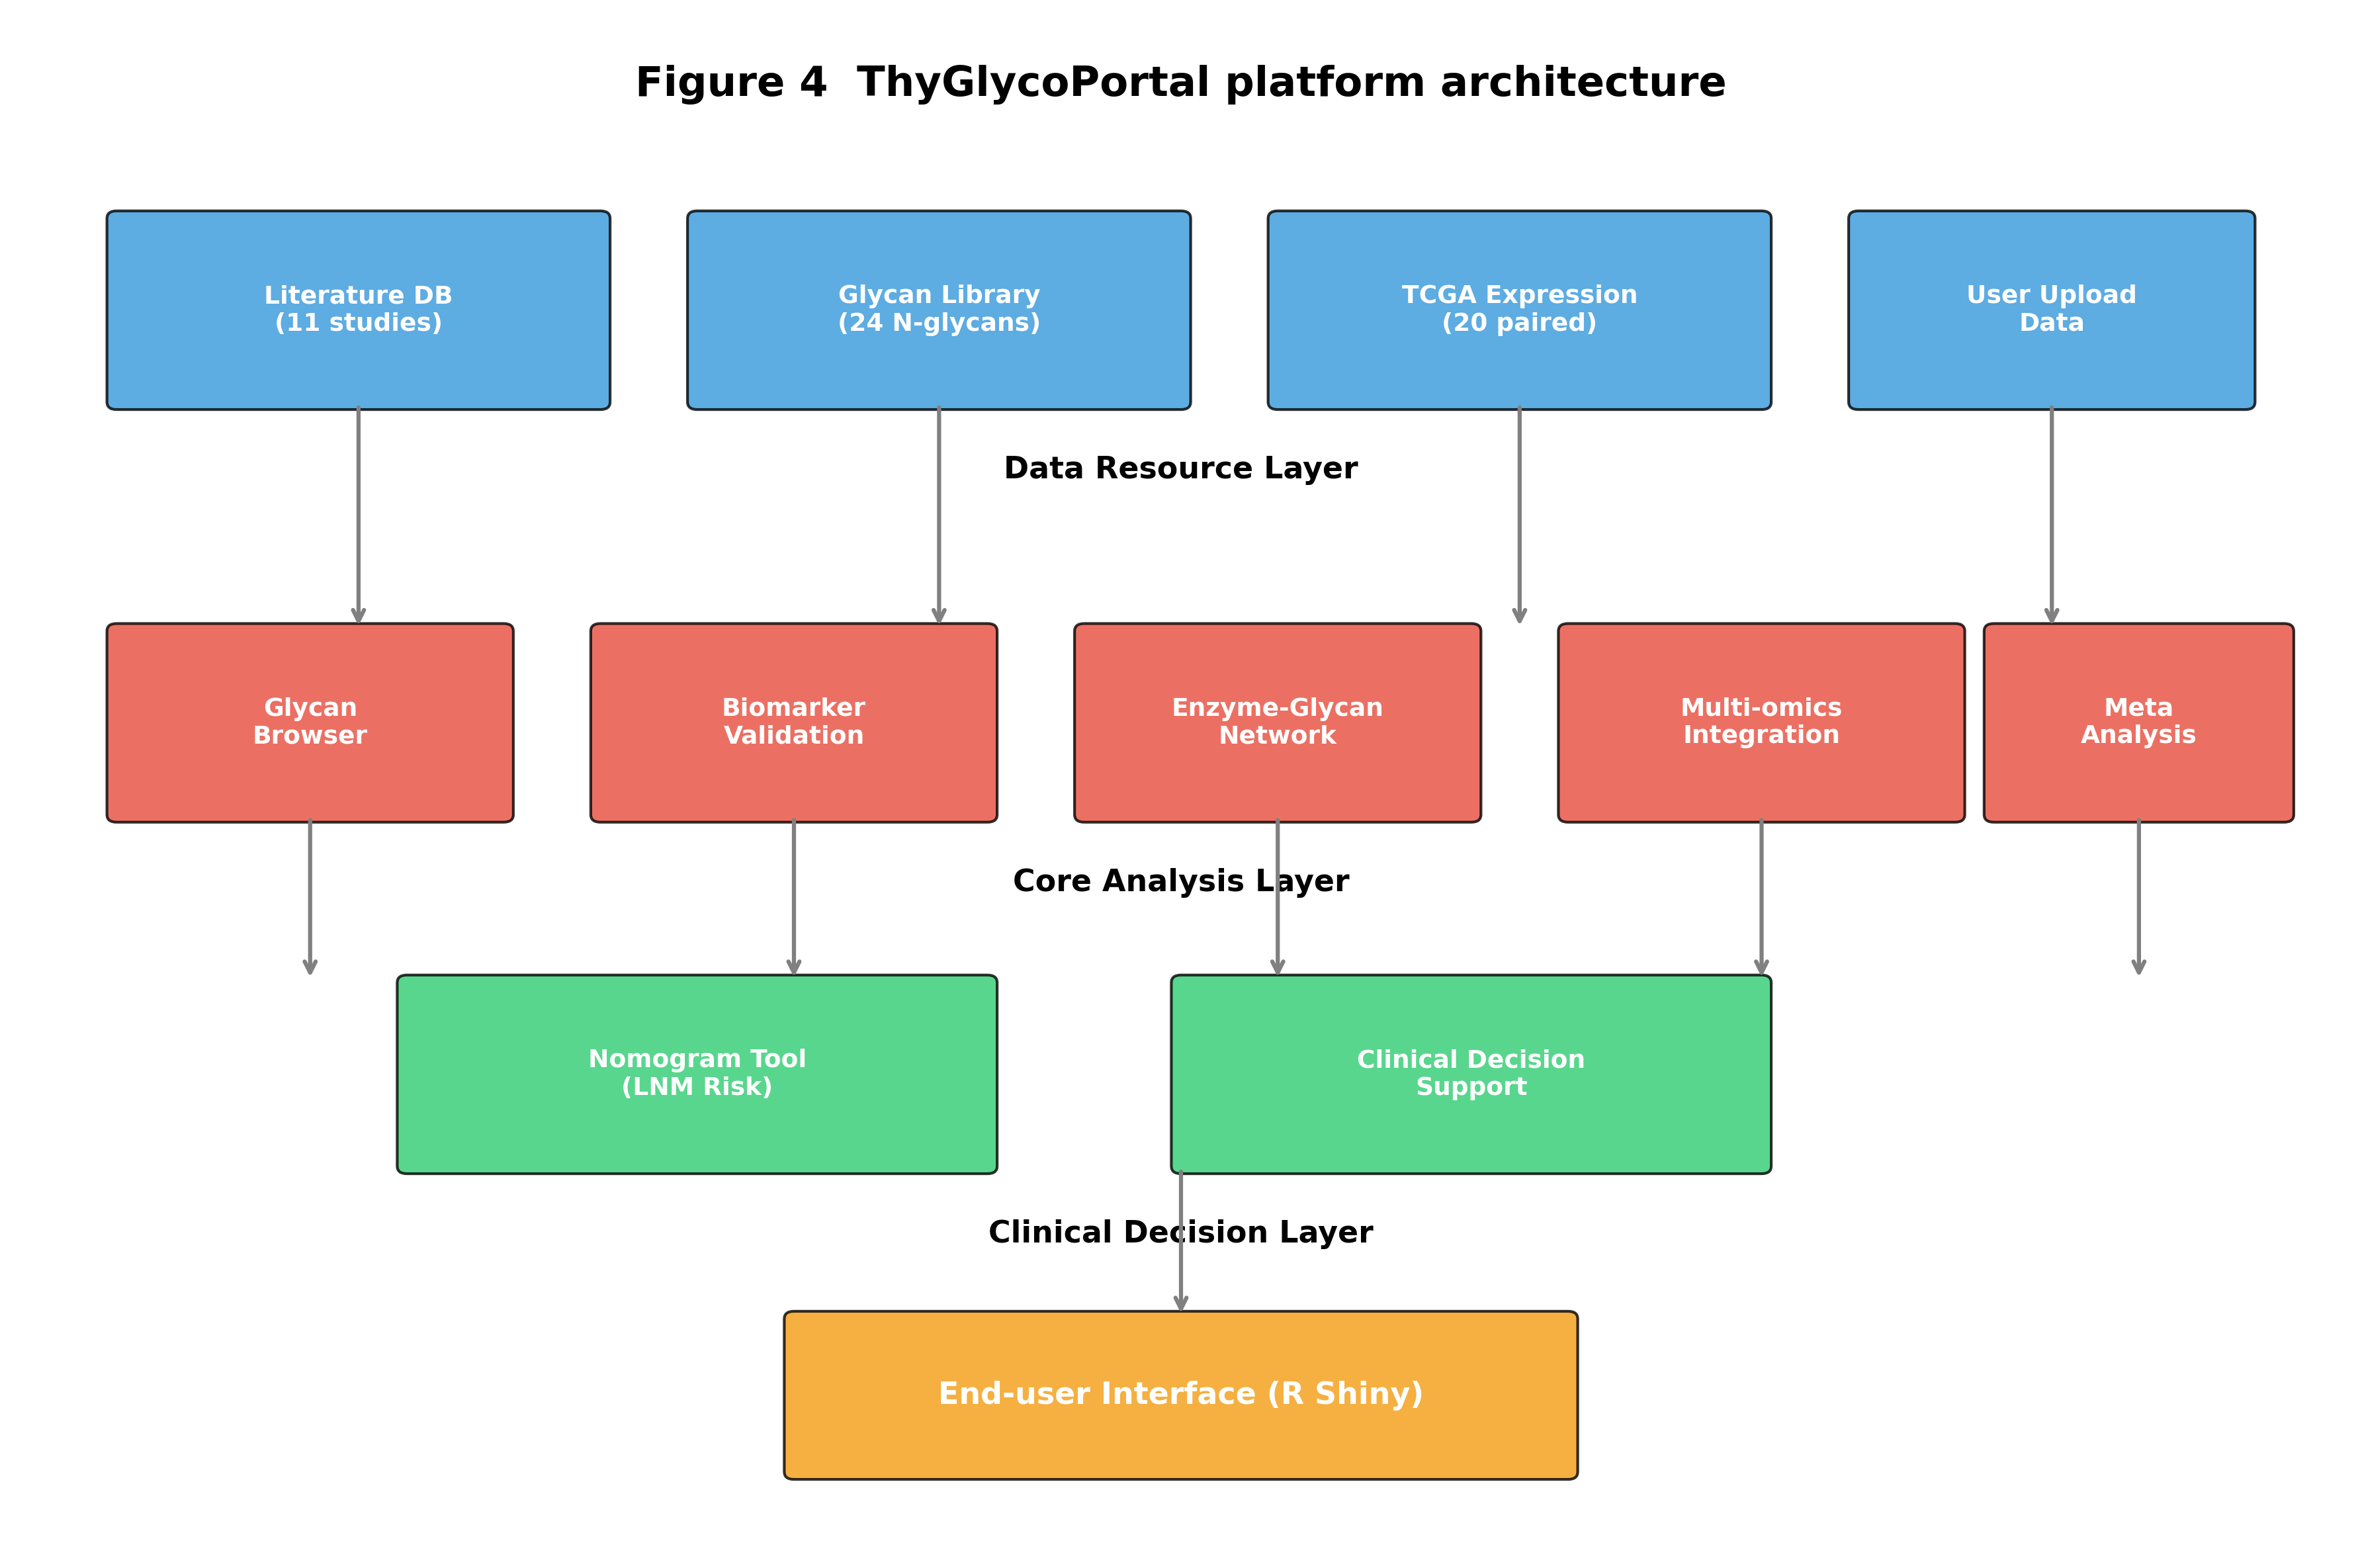 Figure 4  ThyGlycoPortal platform architecture
Literature DB
(11 studies)
Glycan Library
(24 N-glycans)
TCGA Expression
(20 paired)
User Upload
Data
Data Resource Layer
Glycan
Browser
Biomarker
Validation
Enzyme-Glycan
Network
Multi-omics
Integration
Meta
Analysis
Core Analysis Layer
Nomogram Tool
(LNM Risk)
Clinical Decision
Support
Clinical Decision Layer
End-user Interface (R Shiny)